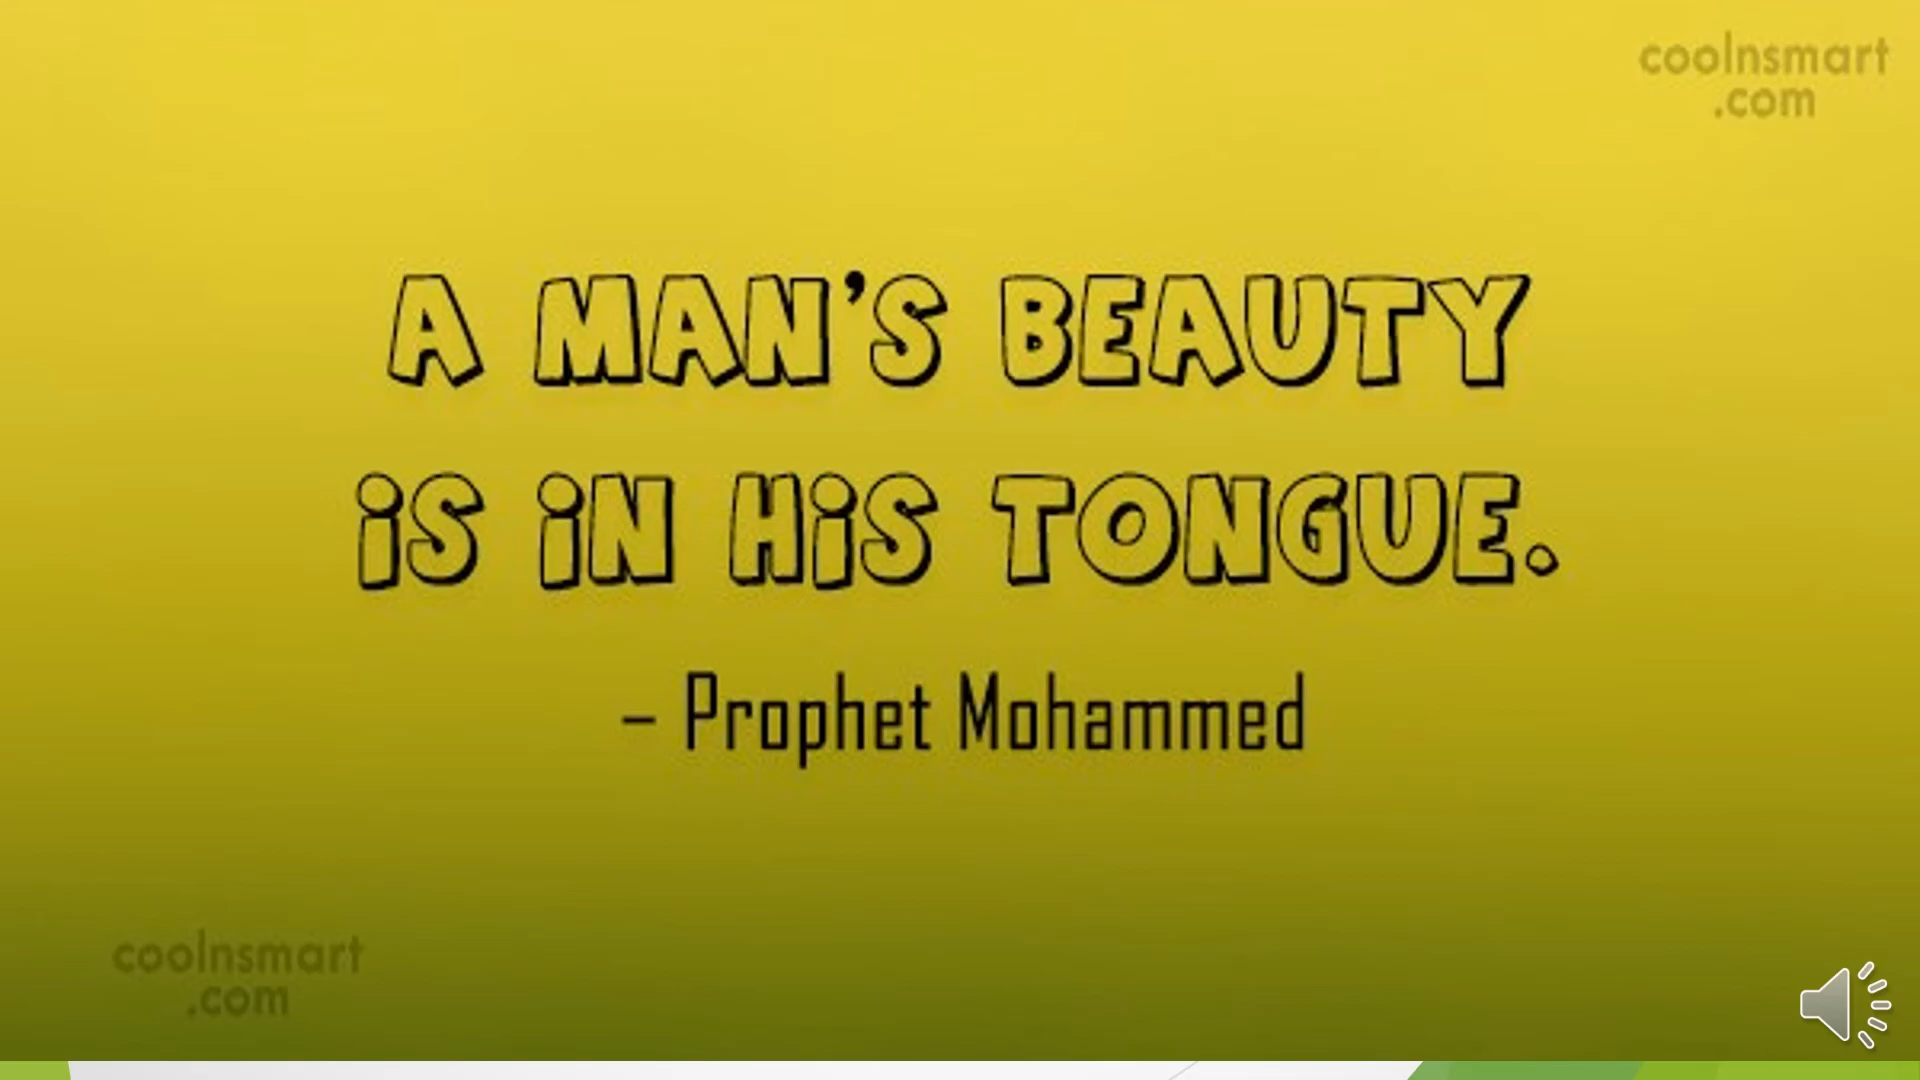 coolnsmart
.com
A MAN'S BEAUTY
iS iN HiS TONGUE.
– Prophet Mohammed
coolnsmart
.com